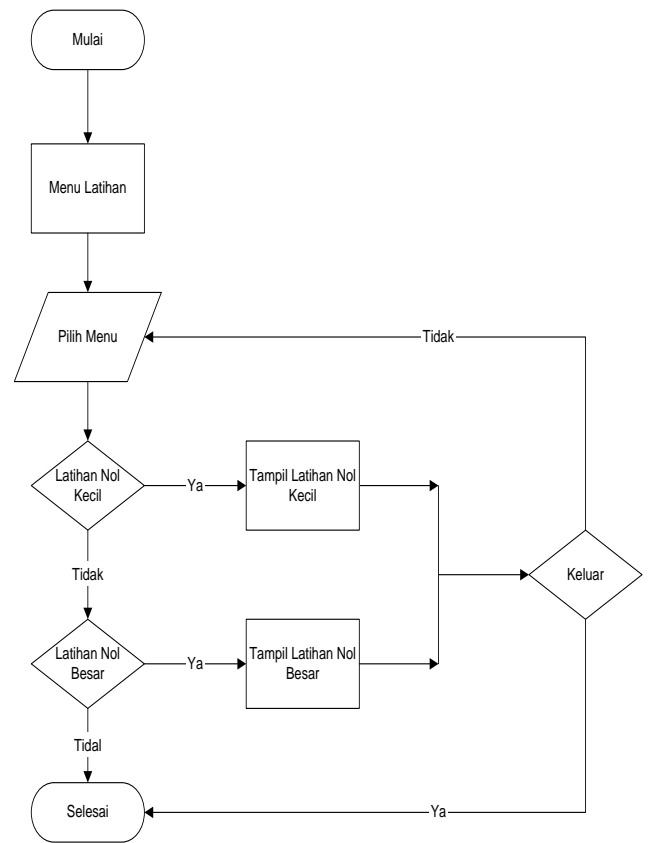 Mulai
Menu Latihan
Pilih Menu
Tidak
Latihan Nol
Kecil
Ya
Tampil Latihan Nol
Kecil
Tidak
Keluar
Latihan Nol
Besar
Ya
Tampil Latihan Nol
Besar
Tidal
Selesai
Ya